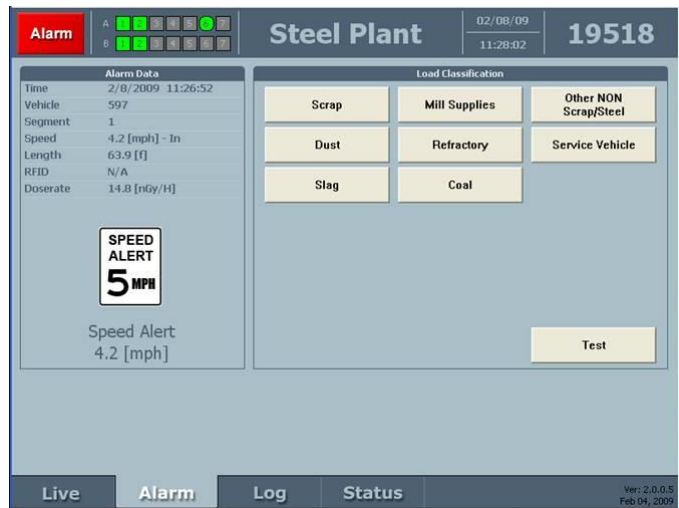 Alarm
A 1 2 3 4 5 6 7
B 1 2 3 4 5 6 7
Steel Plant
02/08/09
11:28:02
19518
Alarm Data
Time 2/8/2009 11:26:52
Vehicle 597
Segment 1
Speed 4.2 [mph] - In
Length 63.9 [f]
RFID N/A
Doserate 14.8 [nGy/H]
SPEED
ALERT
5 MPH
Speed Alert
4.2 [mph]
Load Classification
Scrap Mill Supplies Other NON
Scrap/Steel
Dust Refractory Service Vehicle
Slag Coal
Test
Live Alarm Log Status
Ver: 2.0.0.5
Feb 04, 2009